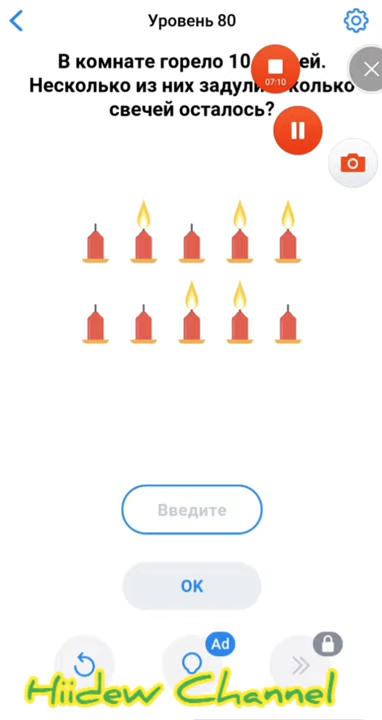 Уровень 80
В комнате горело 10 ей.
Несколько из них задули колько
свечей осталось?
07:10
Введите
OK
Ad
Hiidew Channel